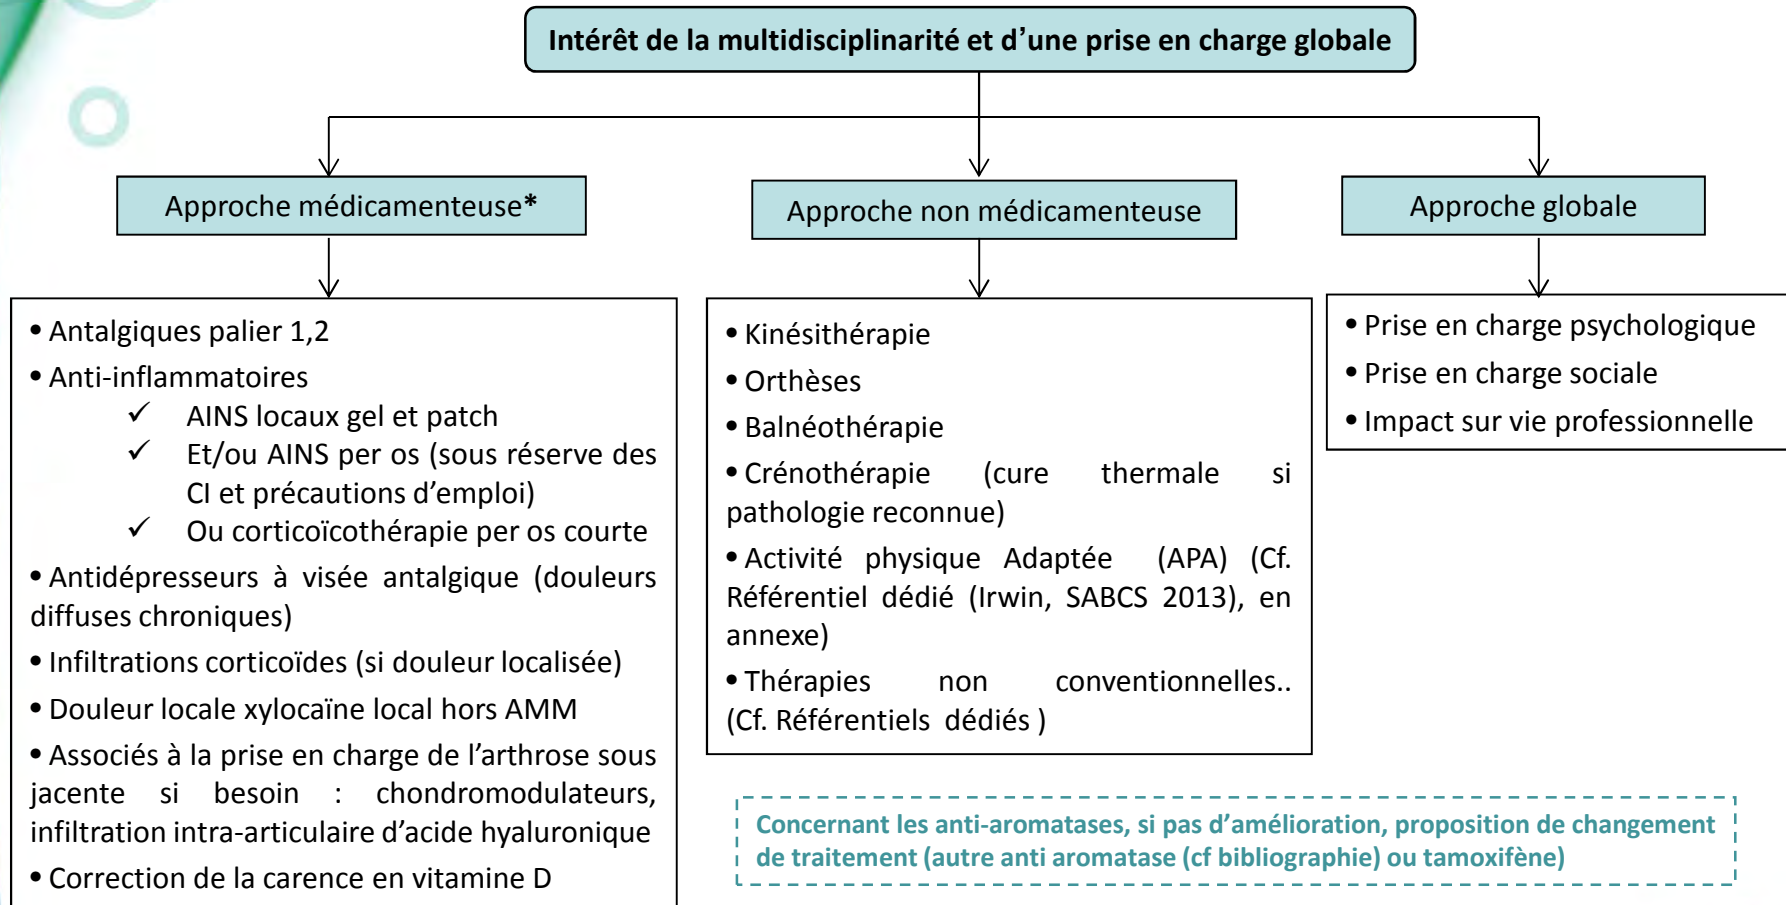 Intérêt de la multidisciplinarité et d’une prise en charge globale
Approche médicamenteuse*
• Antalgiques palier 1,2
• Anti-inflammatoires
✓ AINS locaux gel et patch
✓ Et/ou AINS per os (sous réserve des
CI et précautions d’emploi)
✓ Ou corticoïcothérapie per os courte
• Antidépresseurs à visée antalgique (douleurs
diffuses chroniques)
• Infiltrations corticoïdes (si douleur localisée)
• Douleur locale xylocaïne local hors AMM
• Associés à la prise en charge de l’arthrose sous
jacente si besoin : chondromodulateurs,
infiltration intra-articulaire d’acide hyaluronique
• Correction de la carence en vitamine D
Approche non médicamenteuse
• Kinésithérapie
• Orthèses
• Balnéothérapie
• Crénothérapie (cure thermale si
pathologie reconnue)
• Activité physique Adaptée (APA) (Cf.
Référentiel dédié (Irwin, SABCS 2013), en
annexe)
• Thérapies non conventionnelles..
(Cf. Référentiels dédiés )
Approche globale
• Prise en charge psychologique
• Prise en charge sociale
• Impact sur vie professionnelle
Concernant les anti-aromatases, si pas d’amélioration, proposition de changement
de traitement (autre anti aromatase (cf bibliographie) ou tamoxifène)